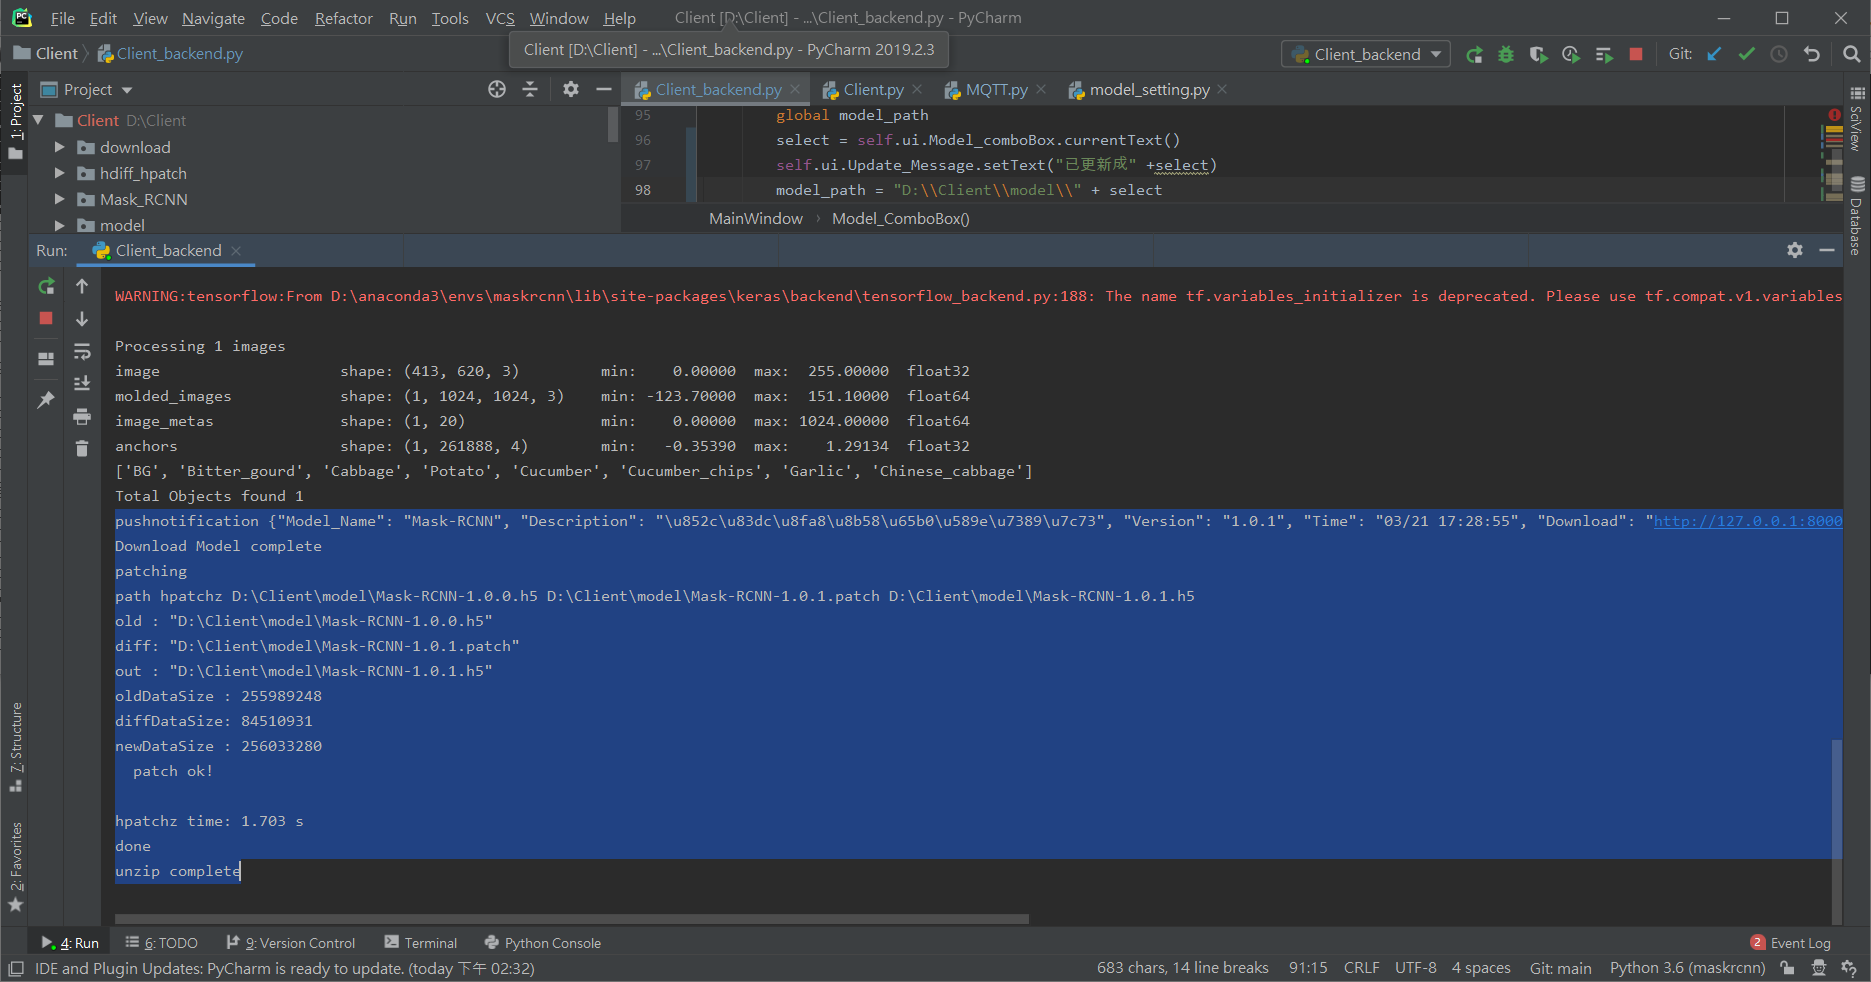 File Edit View Navigate Code Refactor Run Tools VCS Window Help Client [D:\Client] - ...\Client_backend.py - PyCharm
Client Client_backend.py
Client [D:\Client] - ...\Client_backend.py - PyCharm 2019.2.3
Client_backend Git:
Project Client_backend.py Client.py MQTT.py model_setting.py
1: Project
Client D:\Client
download
hdiff_hpatch
Mask_RCNN
model
95 global model_path
96 select = self.ui.Model_comboBox.currentText()
97 self.ui.Update_Message.setText("已更新成" +select)
98 model_path = "D:\\Client\\model\\" + select
MainWindow › Model_ComboBox()
SciView
Database
Run: Client_backend
WARNING:tensorflow:From D:\anaconda3\envs\maskrcnn\lib\site-packages\keras\backend\tensorflow_backend.py:188: The name tf.variables_initializer is deprecated. Please use tf.compat.v1.variables
Processing 1 images
image shape: (413, 620, 3) min: 0.00000 max: 255.00000 float32
molded_images shape: (1, 1024, 1024, 3) min: -123.70000 max: 151.10000 float64
image_metas shape: (1, 20) min: 0.00000 max: 1024.00000 float64
anchors shape: (1, 261888, 4) min: -0.35390 max: 1.29134 float32
['BG', 'Bitter_gourd', 'Cabbage', 'Potato', 'Cucumber', 'Cucumber_chips', 'Garlic', 'Chinese_cabbage']
Total Objects found 1
pushnotification {"Model_Name": "Mask-RCNN", "Description": "\u852c\u83dc\u8fa8\u8b58\u65b0\u589e\u7389\u7c73", "Version": "1.0.1", "Time": "03/21 17:28:55", "Download": "http://127.0.0.1:8000
Download Model complete
patching
path hpatchz D:\Client\model\Mask-RCNN-1.0.0.h5 D:\Client\model\Mask-RCNN-1.0.1.patch D:\Client\model\Mask-RCNN-1.0.1.h5
old : "D:\Client\model\Mask-RCNN-1.0.0.h5"
diff: "D:\Client\model\Mask-RCNN-1.0.1.patch"
out : "D:\Client\model\Mask-RCNN-1.0.1.h5"
oldDataSize : 255989248
diffDataSize: 84510931
newDataSize : 256033280
patch ok!
hpatchz time: 1.703 s
done
unzip complete
7: Structure
2: Favorites
4: Run 6: TODO 9: Version Control Terminal Python Console 2 Event Log
IDE and Plugin Updates: PyCharm is ready to update. (today 下午 02:32) 683 chars, 14 line breaks 91:15 CRLF UTF-8 4 spaces Git: main Python 3.6 (maskrcnn)